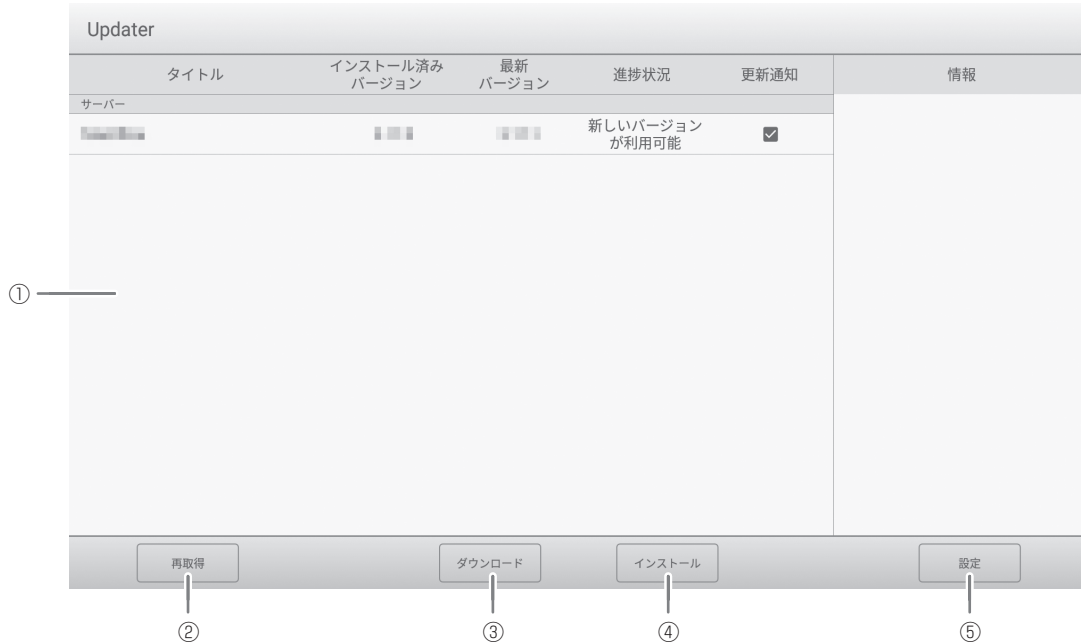 Updater
タイトル
インストール済み
バージョン
最新
バージョン
進捗状況
更新通知
情報
サーバー
新しいバージョン
が利用可能
①
再取得
ダウンロード
インストール
設定
②
③
④
⑤